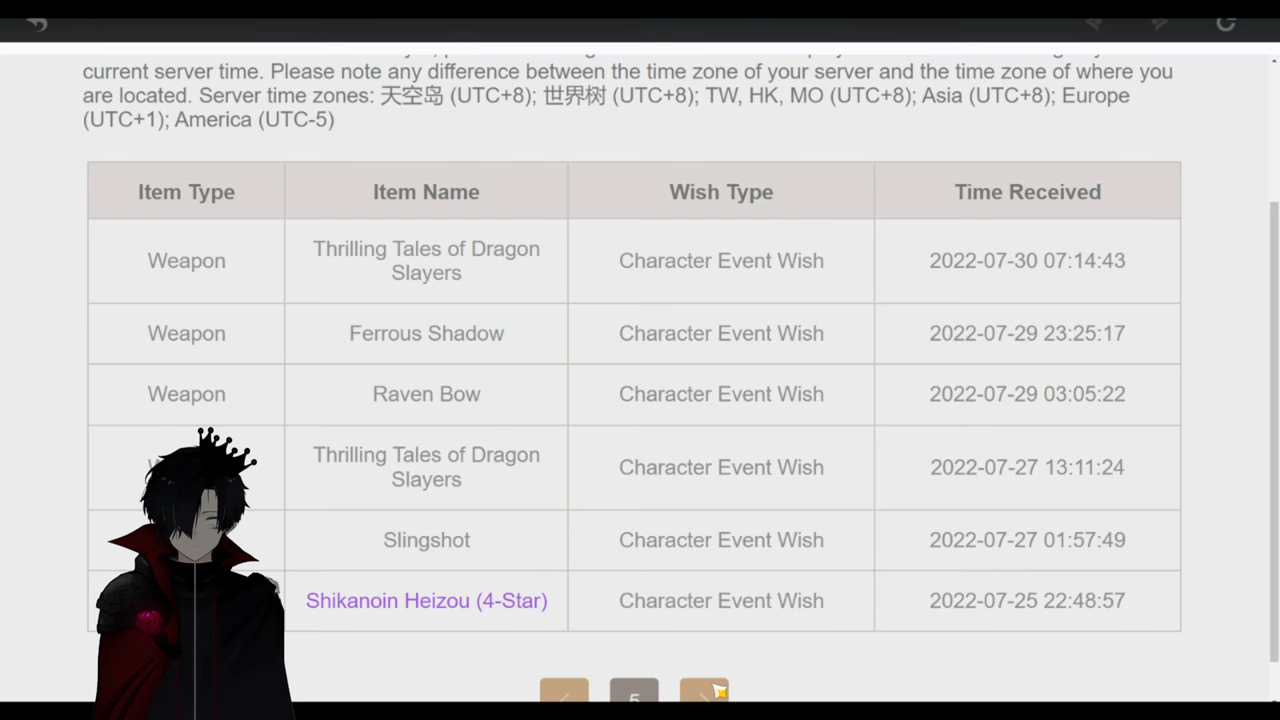 current server time. Please note any difference between the time zone of your server and the time zone of where you
are located. Server time zones: 天空岛 (UTC+8); 世界树 (UTC+8); TW, HK, MO (UTC+8); Asia (UTC+8); Europe
(UTC+1); America (UTC-5)
Item Type Item Name Wish Type Time Received
Weapon Thrilling Tales of Dragon Slayers Character Event Wish 2022-07-30 07:14:43
Weapon Ferrous Shadow Character Event Wish 2022-07-29 23:25:17
Weapon Raven Bow Character Event Wish 2022-07-29 03:05:22
Thrilling Tales of Dragon Slayers Character Event Wish 2022-07-27 13:11:24
Slingshot Character Event Wish 2022-07-27 01:57:49
Shikanoin Heizou (4-Star) Character Event Wish 2022-07-25 22:48:57
5